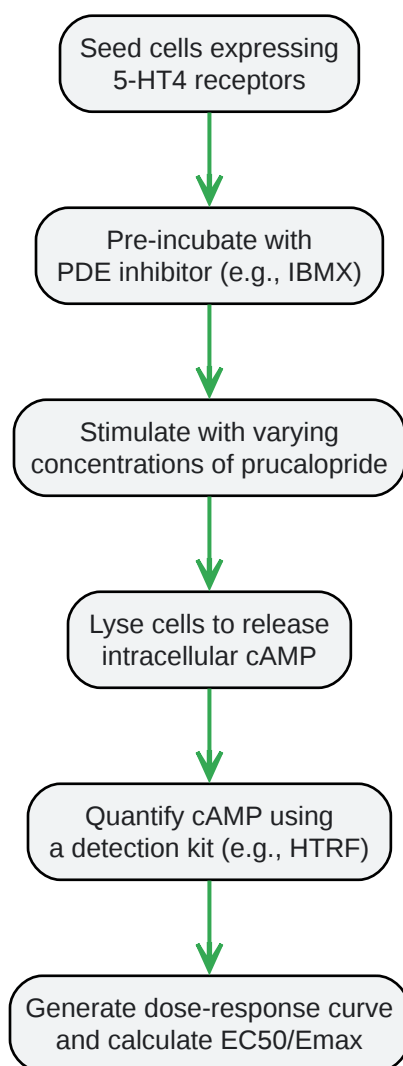 Seed cells expressing
5-HT4 receptors
Pre-incubate with
PDE inhibitor (e.g., IBMX)
Stimulate with varying
concentrations of prucalopride
Lyse cells to release
intracellular cAMP
Quantify cAMP using
a detection kit (e.g., HTRF)
Generate dose-response curve
and calculate EC50/Emax